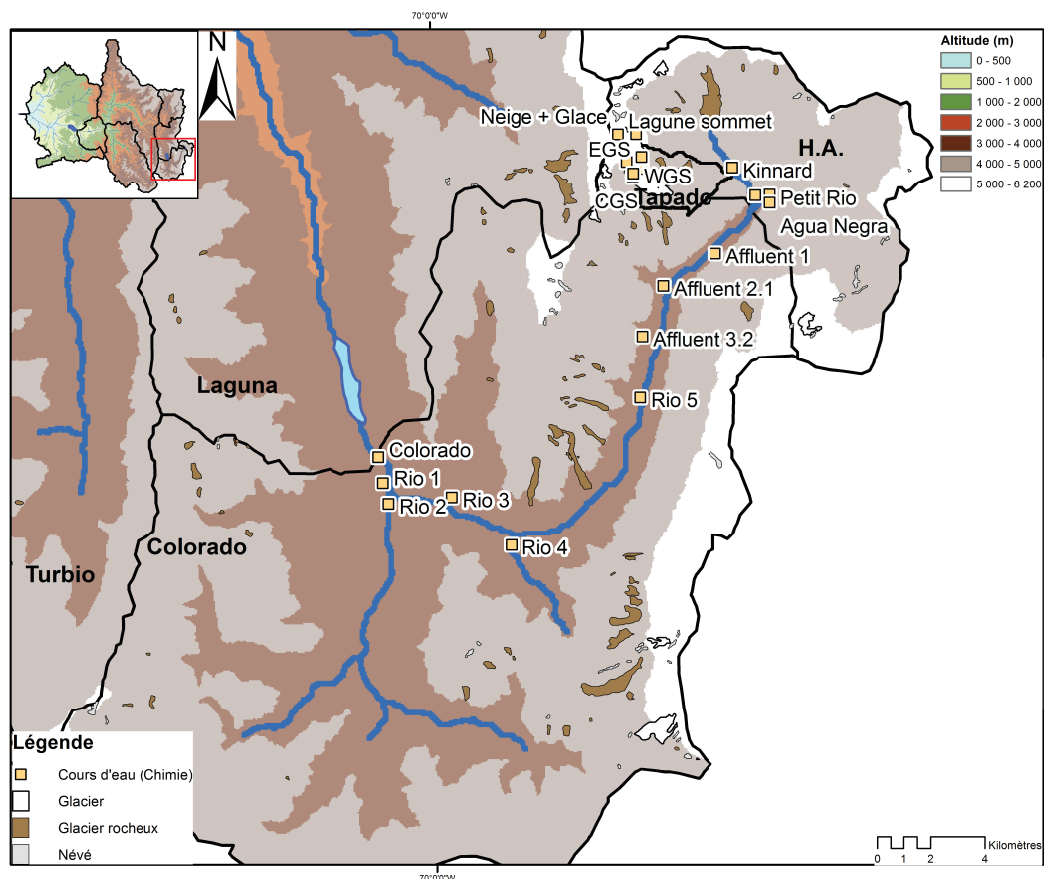 70°0'0"W
N
Altitude (m)
0 - 500
500 - 1 000
1 000 - 2 000
2 000 - 3 000
3 000 - 4 000
4 000 - 5 000
5 000 - 0 200
Neige + Glace
Lagune sommet
H.A.
EGS
WGS
Kinnard
CGS
Tapado
Petit Rio
Agua Negra
Affluent 1
Affluent 2.1
Affluent 3.2
Laguna
Rio 5
Colorado
Rio 1
Rio 2
Rio 3
Colorado
Rio 4
Turbio
Légende
Cours d'eau (Chimie)
Glacier
Glacier rocheux
Névé
Kilomètres
0 1 2 4
70°0'0"W